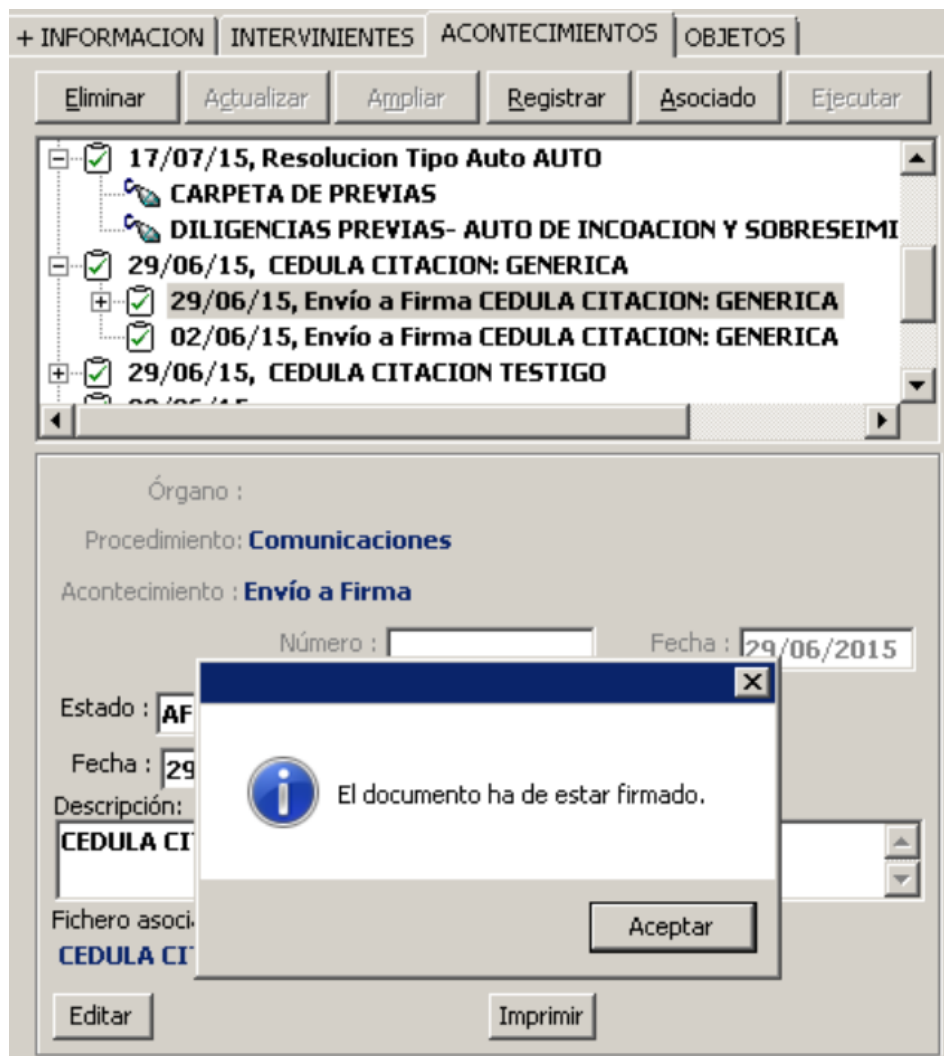 + INFORMACION INTERVINIENTES ACONTECIMIENTOS OBJETOS
Eliminar Actualizar Ampliar Registrar Asociado Ejecutar
17/07/15, Resolucion Tipo Auto AUTO
CARPETA DE PREVIAS
DILIGENCIAS PREVIAS- AUTO DE INCOACION Y SOBRESEIMI
29/06/15, CEDULA CITACION: GENERICA
29/06/15, Envío a Firma CEDULA CITACION: GENERICA
02/06/15, Envío a Firma CEDULA CITACION: GENERICA
29/06/15, CEDULA CITACION TESTIGO
Órgano :
Procedimiento: Comunicaciones
Acontecimiento : Envío a Firma
Número : Fecha : 29/06/2015
Estado : AF
Fecha : 29
Descripción:
CEDULA CI
El documento ha de estar firmado.
Fichero asoci
CEDULA CI
Aceptar
Editar Imprimir